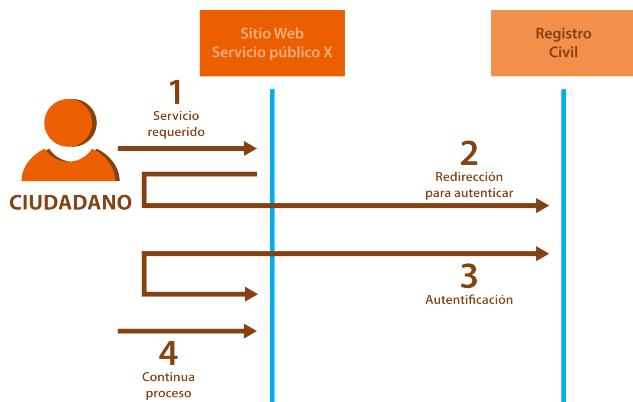 Sitio Web
Servicio público X
Registro
Civil
1
Servicio
requerido
CIUDADANO
2
Redirección
para autenticar
3
Autentificación
4
Continua
proceso